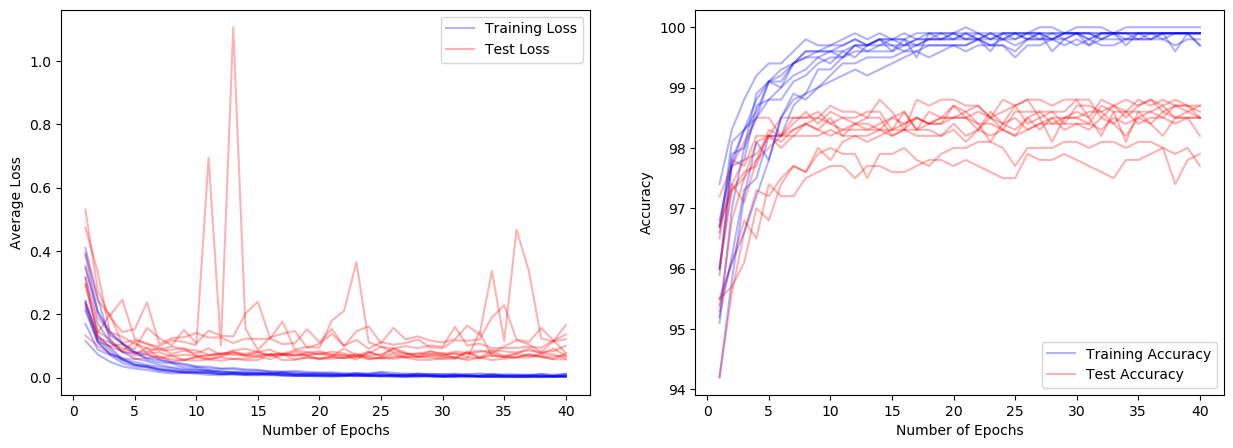 Training Loss
Test Loss
1.0
0.8
0.6
0.4
0.2
0.0
Average Loss
0 5 10 15 20 25 30 35 40
Number of Epochs
100
99
98
97
96
95
94
Accuracy
Training Accuracy
Test Accuracy
0 5 10 15 20 25 30 35 40
Number of Epochs